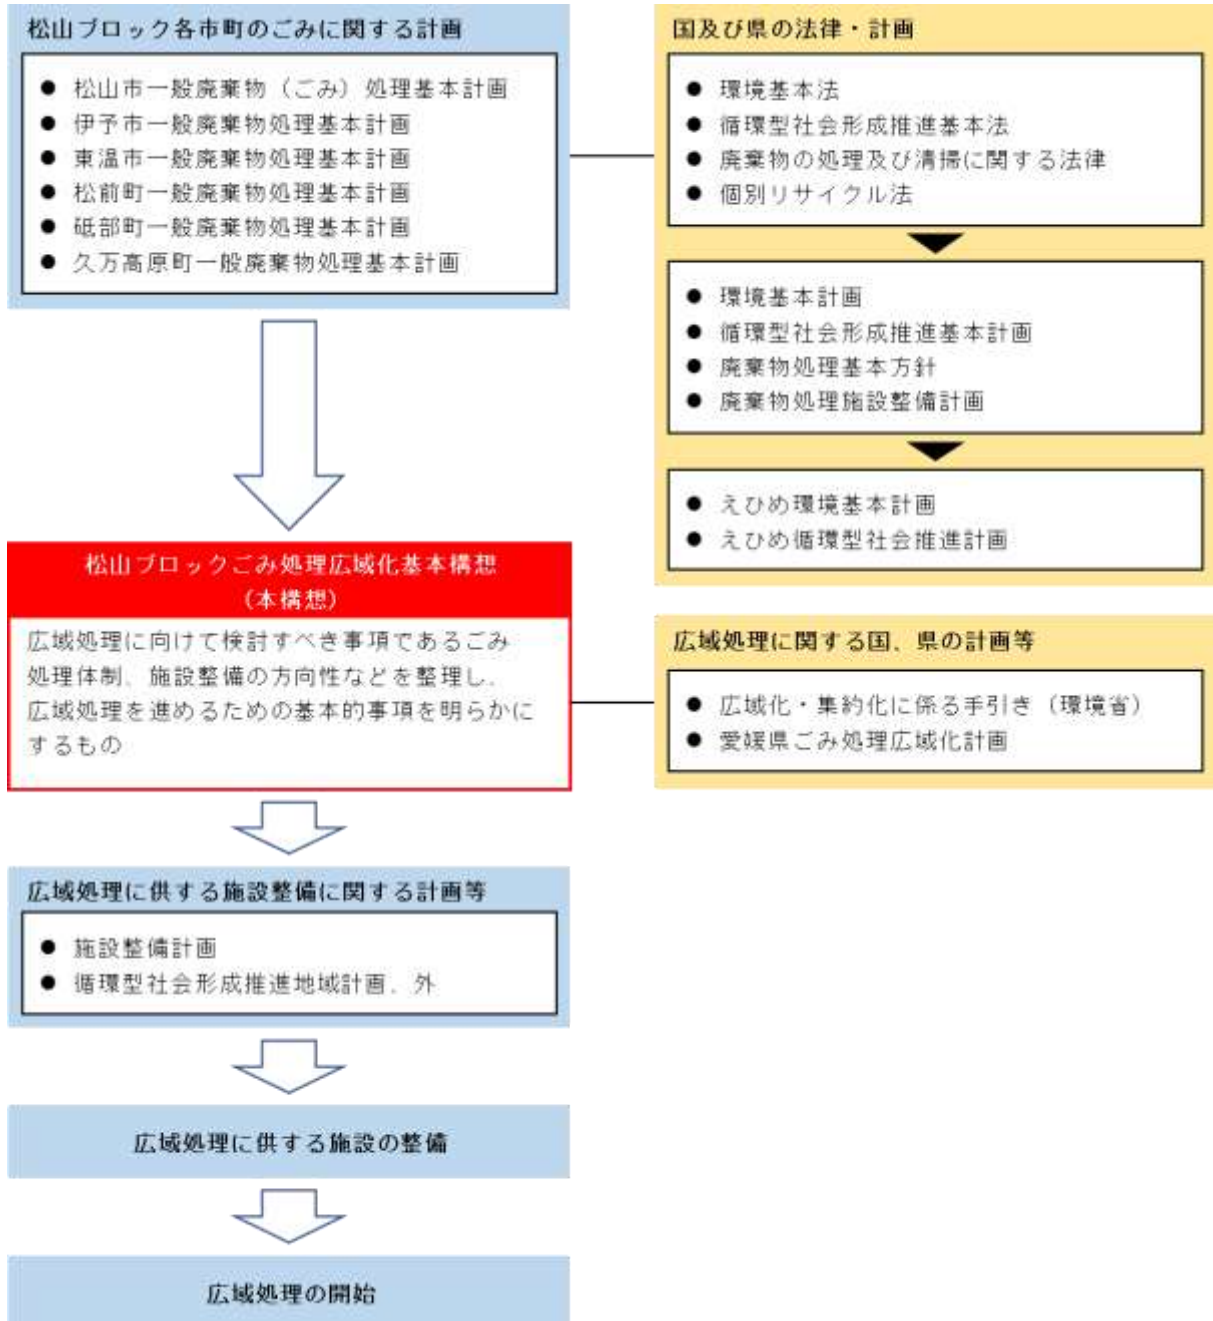 松山ブロック各市町のごみに関する計画
● 松山市一般廃棄物（ごみ）処理基本計画
● 伊予市一般廃棄物処理基本計画
● 東温市一般廃棄物処理基本計画
● 松前町一般廃棄物処理基本計画
● 砥部町一般廃棄物処理基本計画
● 久万高原町一般廃棄物処理基本計画
国及び県の法律・計画
● 環境基本法
● 循環型社会形成推進基本法
● 廃棄物の処理及び清掃に関する法律
● 個別リサイクル法
● 環境基本計画
● 循環型社会形成推進基本計画
● 廃棄物処理基本方針
● 廃棄物処理施設整備計画
● えひめ環境基本計画
● えひめ循環型社会推進計画
松山ブロックごみ処理広域化基本構想
（本構想）
広域処理に向けて検討すべき事項であるごみ
処理体制、施設整備の方向性などを整理し、
広域処理を進めるための基本的事項を明らかに
するもの
広域処理に関する国、県の計画等
● 広域化・集約化に係る手引き（環境省）
● 愛媛県ごみ処理広域化計画
広域処理に供する施設整備に関する計画等
● 施設整備計画
● 循環型社会形成推進地域計画、外
広域処理に供する施設の整備
広域処理の開始